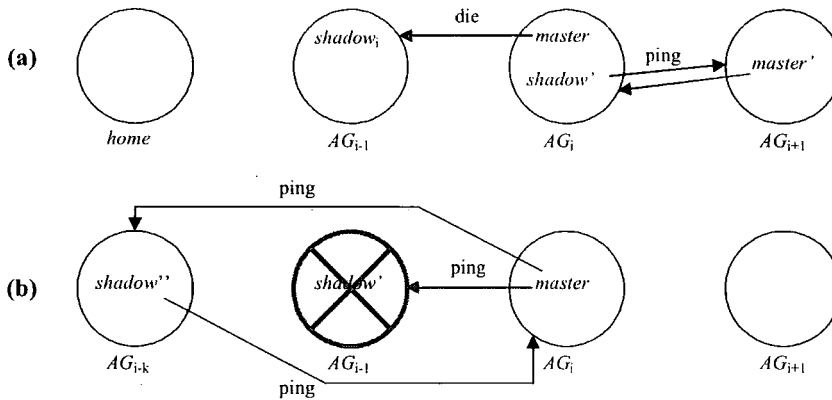 die
(a) shadow_i master ping master'
shadow'
home AG_i-1 AG_i AG_i+1
ping
(b) shadow'' shadow' ping master
AG_i-k AG_i-1 AG_i AG_i+1
ping